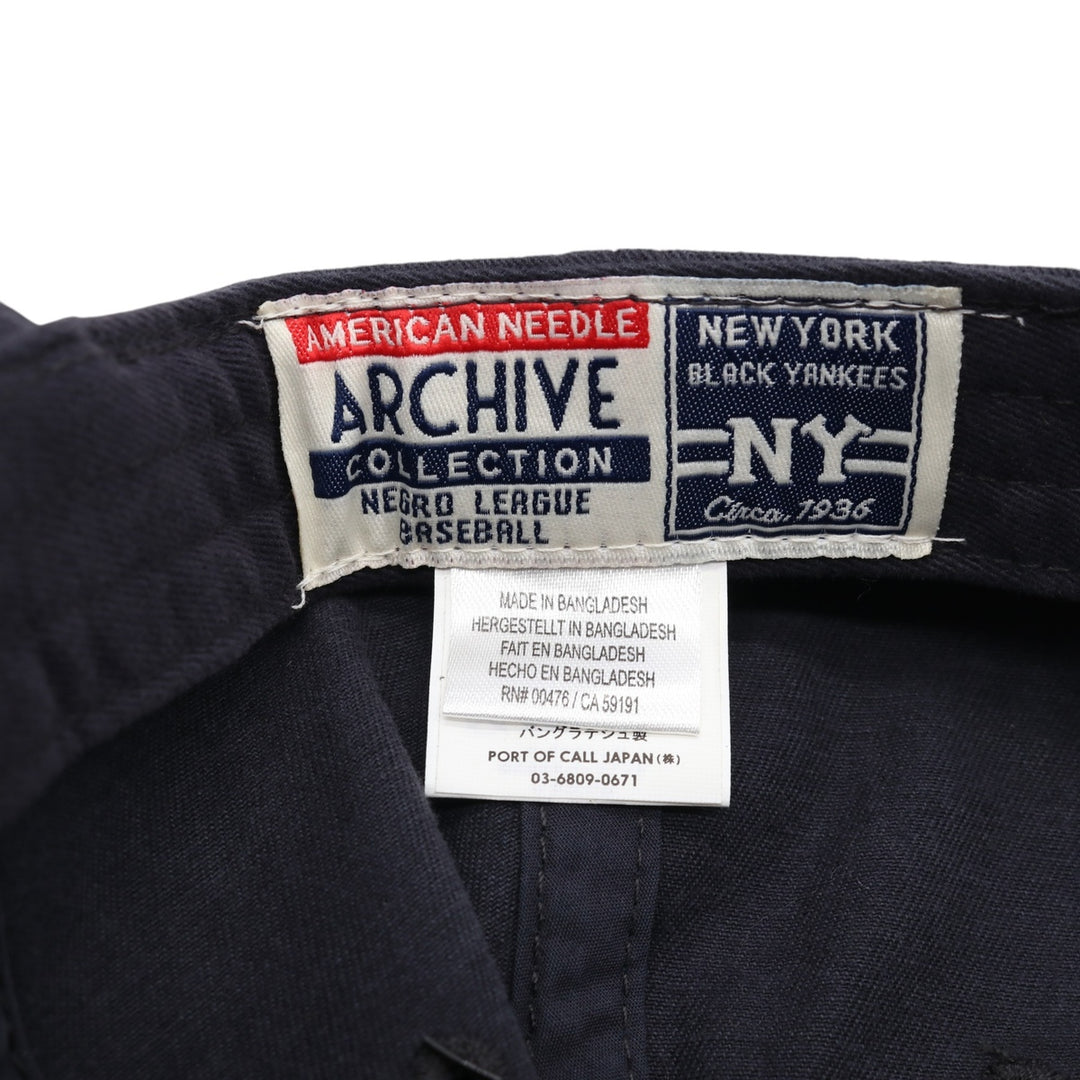 AMERICAN NEEDLE
ARCHIVE
COLLECTION
NEGRO LEAGUE
BASEBALL
NEW YORK
BLACK YANKEES
NY
Circa, 1936
MADE IN BANGLADESH
HERGESTELLT IN BANGLADESH
FAIT EN BANGLADESH
HECHO EN BANGLADESH
RN# 00476 / CA 59191
バングラデシュ製
PORT OF CALL JAPAN (株)
03-6809-0671